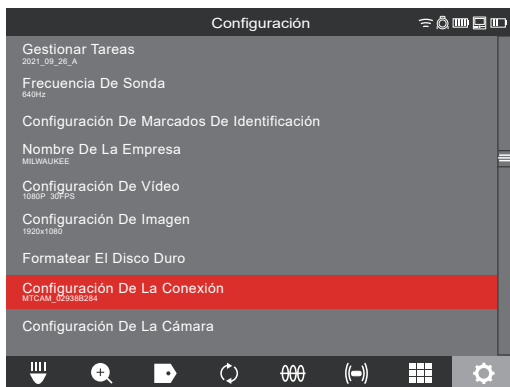 Configuración
Gestionar Tareas
2021_09_26_A
Frecuencia De Sonda
640Hz
Configuración De Marcados De Identificación
Nombre De La Empresa
MILWAUKEE
Configuración De Vídeo
1080P 30FPS
Configuración De Imagen
1920x1080
Formatear El Disco Duro
Configuración De La Conexión
MTCAM_02938B284
Configuración De La Cámara